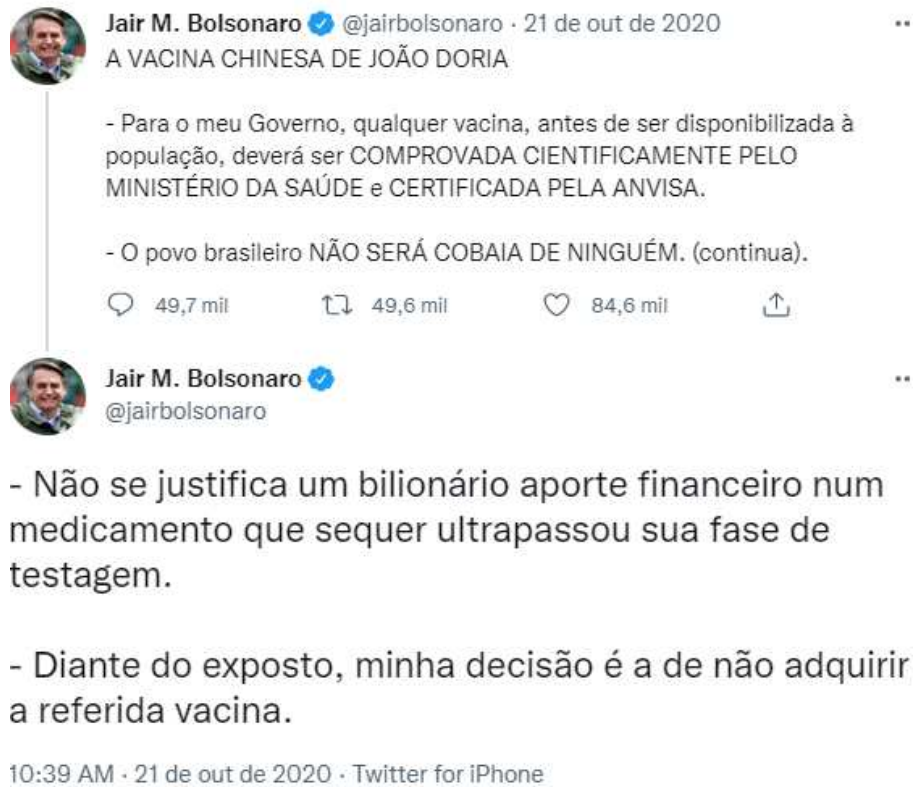 Jair M. Bolsonaro @jairbolsonaro · 21 de out de 2020
A VACINA CHINESA DE JOÃO DORIA
- Para o meu Governo, qualquer vacina, antes de ser disponibilizada à
população, deverá ser COMPROVADA CIENTIFICAMENTE PELO
MINISTÉRIO DA SAÚDE e CERTIFICADA PELA ANVISA.
- O povo brasileiro NÃO SERÁ COBAIA DE NINGUÉM. (continua).
49,7 mil 49,6 mil 84,6 mil
Jair M. Bolsonaro
@jairbolsonaro
- Não se justifica um bilionário aporte financeiro num
medicamento que sequer ultrapassou sua fase de
testagem.
- Diante do exposto, minha decisão é a de não adquirir
a referida vacina.
10:39 AM · 21 de out de 2020 · Twitter for iPhone